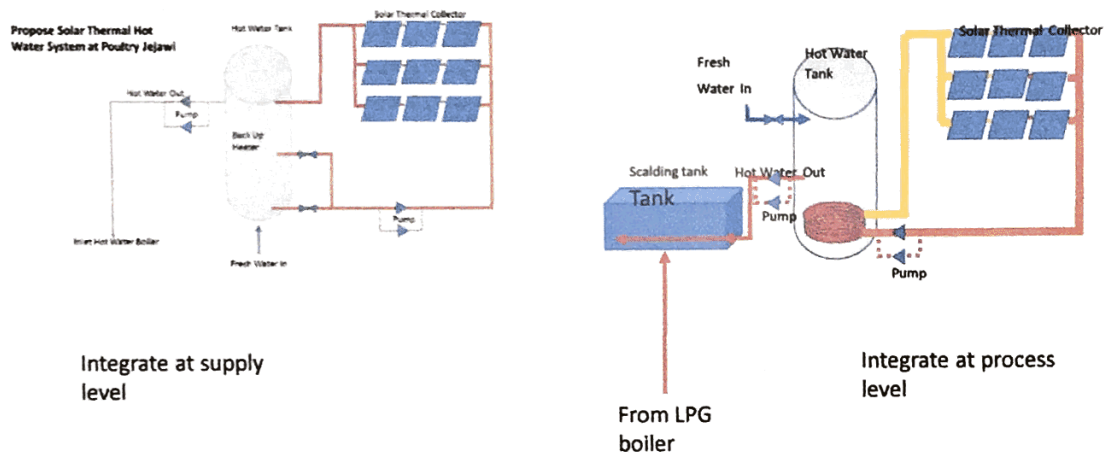 Propose Solar Thermal Hot
Water System at Poultry Jejawi
Hot Water Tank
Solar Thermal Collector
Hot Water Out
Pump
Back Up
Heater
Pump
Inlet Hot Water Boiler
Fresh Water In
Integrate at supply
level
Solar Thermal Collector
Hot Water
Tank
Fresh
Water In
Scalding tank
Tank
Hot Water Out
Pump
Pump
Integrate at process
level
From LPG
boiler